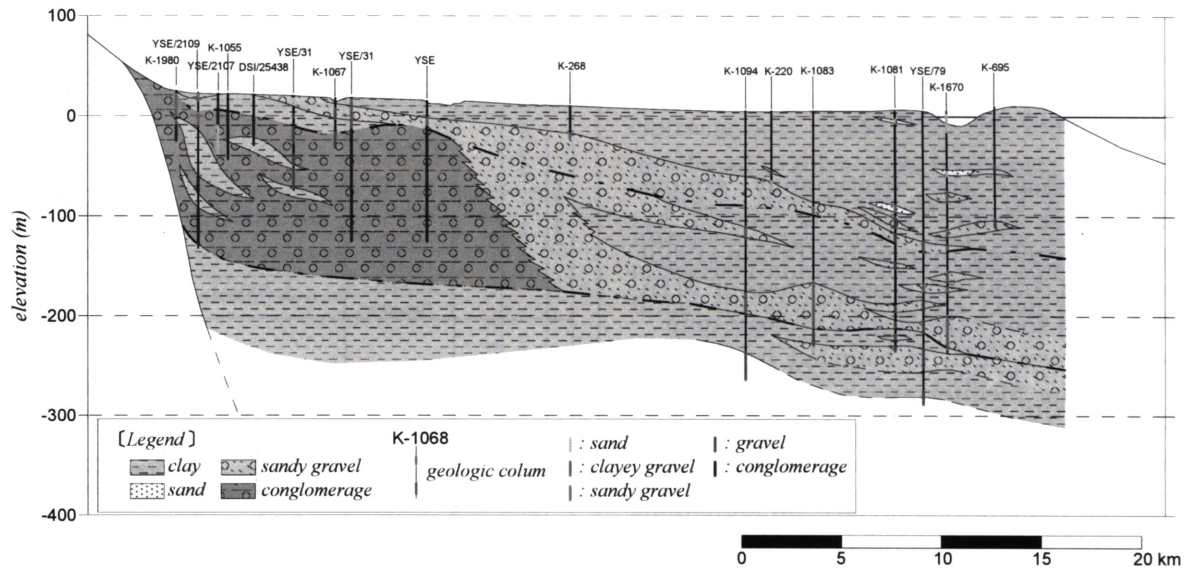 100
0
-100
-200
-300
-400
elevation (m)
YSE/2109
K-1055
K-1980
YSE/2107
DSI/25438
YSE/31
K-1067
YSE/31
YSE
K-268
K-1094
K-220
K-1083
K-1081
YSE/79
K-1670
K-695
[Legend]
clay
sandy gravel
sand
conglomerage
K-1068
geologic colum
: sand
: clayey gravel
: sandy gravel
: gravel
: conglomerage
0 5 10 15 20 km